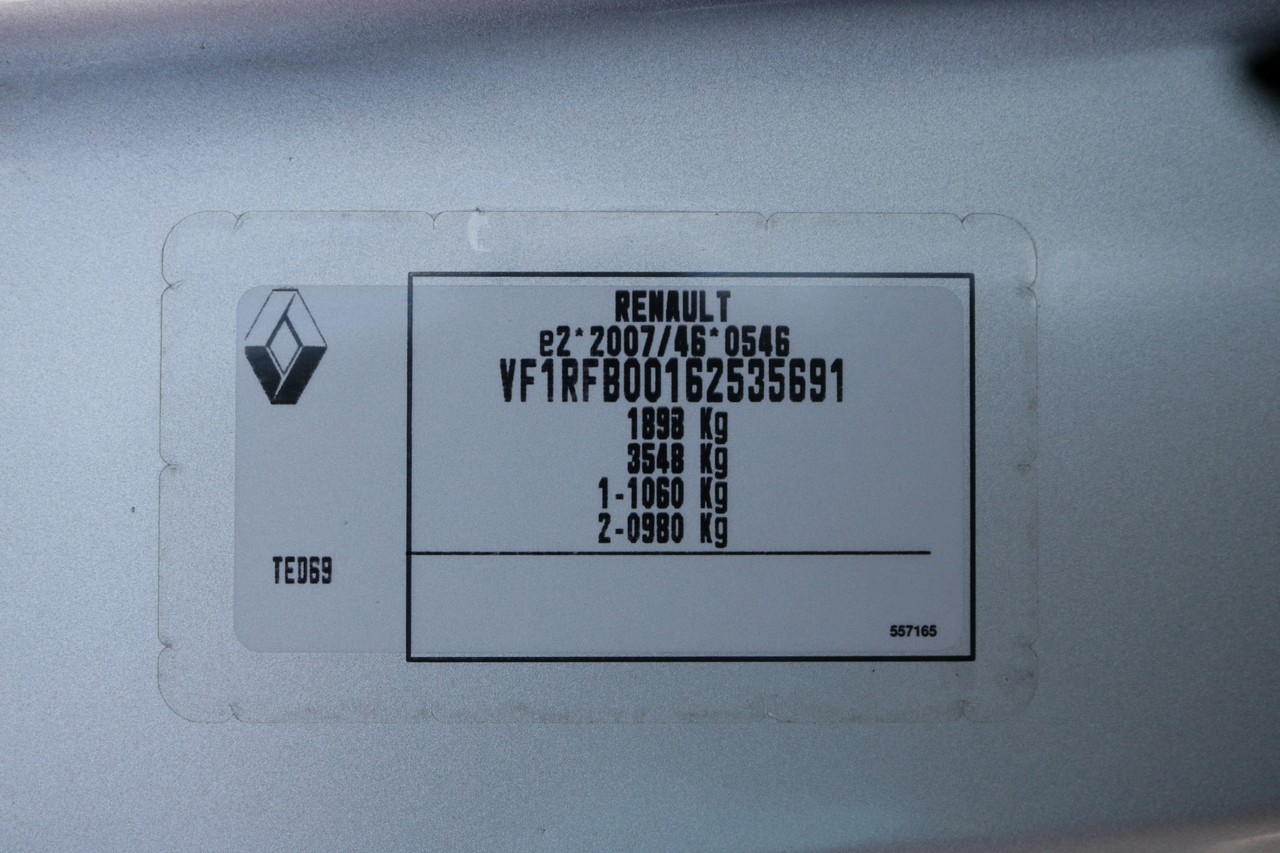 RENAULT
e2*2007/46*0546
VF1RFB00162535691
1898 Kg
3548 Kg
1-1060 Kg
2-0980 Kg
TED69
557165